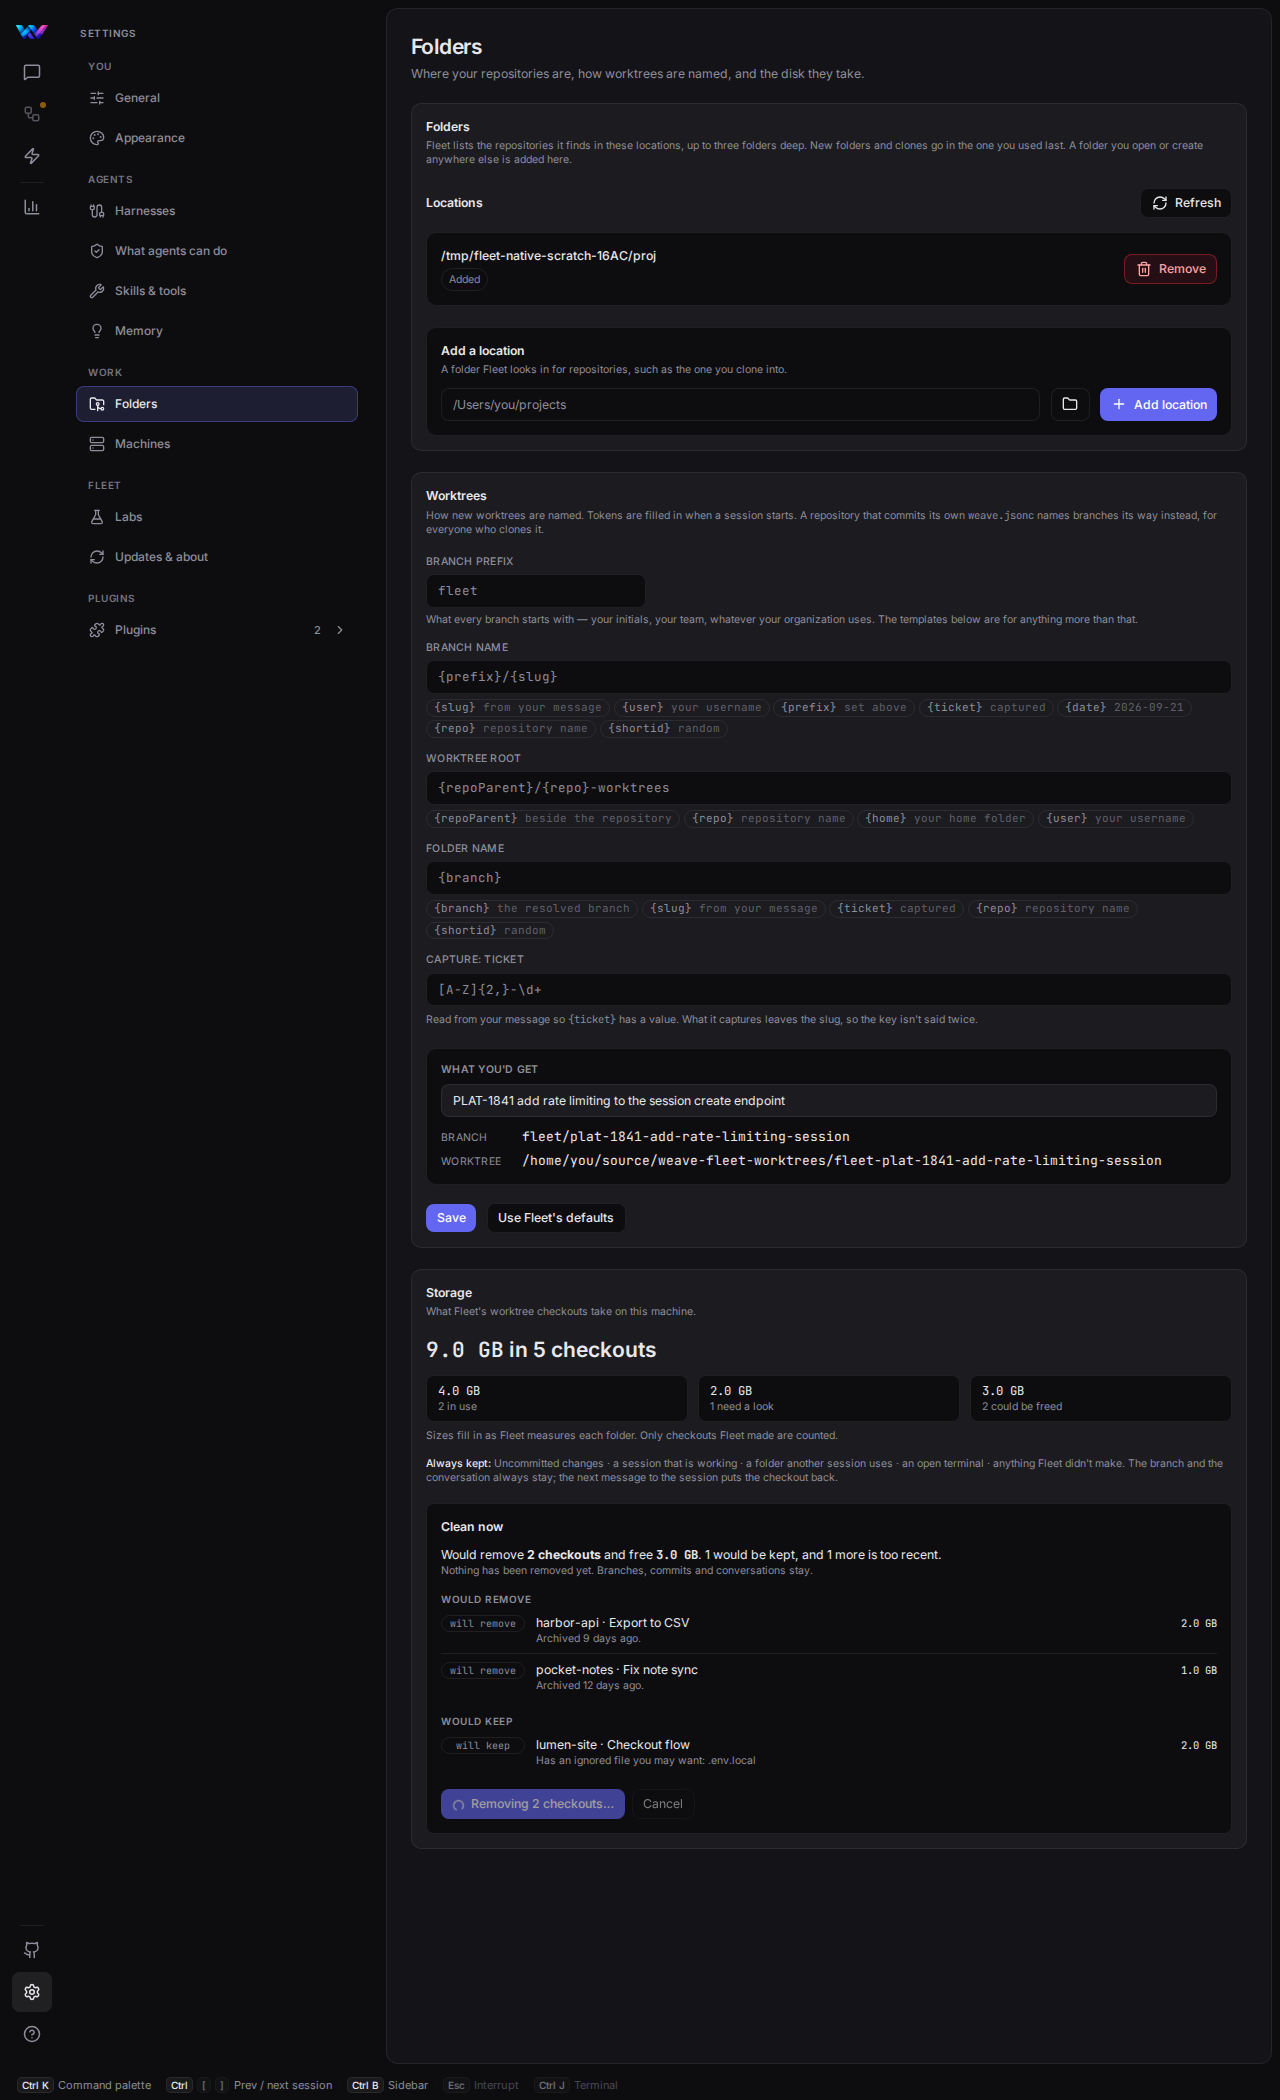 SETTINGS
YOU
General
Appearance
AGENTS
Harnesses
What agents can do
Skills & tools
Memory
WORK
Folders
Machines
FLEET
Labs
Updates & about
PLUGINS
Plugins 2
Folders
Where your repositories are, how worktrees are named, and the disk they take.
Folders
Fleet lists the repositories it finds in these locations, up to three folders deep. New folders and clones go in the one you used last. A folder you open or create
anywhere else is added here.
Locations
Refresh
/tmp/fleet-native-scratch-16AC/proj
Added
Remove
Add a location
A folder Fleet looks in for repositories, such as the one you clone into.
/Users/you/projects
Add location
Worktrees
How new worktrees are named. Tokens are filled in when a session starts. A repository that commits its own weave.jsonc names branches its way instead, for
everyone who clones it.
BRANCH PREFIX
fleet
What every branch starts with — your initials, your team, whatever your organization uses. The templates below are for anything more than that.
BRANCH NAME
{prefix}/{slug}
{slug} from your message {user} your username {prefix} set above {ticket} captured {date} 2026-09-21
{repo} repository name {shortid} random
WORKTREE ROOT
{repoParent}/{repo}-worktrees
{repoParent} beside the repository {repo} repository name {home} your home folder {user} your username
FOLDER NAME
{branch}
{branch} the resolved branch {slug} from your message {ticket} captured {repo} repository name
{shortid} random
CAPTURE: TICKET
[A-Z]{2,}-\d+
Read from your message so {ticket} has a value. What it captures leaves the slug, so the key isn't said twice.
WHAT YOU'D GET
PLAT-1841 add rate limiting to the session create endpoint
BRANCH fleet/plat-1841-add-rate-limiting-session
WORKTREE /home/you/source/weave-fleet-worktrees/fleet-plat-1841-add-rate-limiting-session
Save
Use Fleet's defaults
Storage
What Fleet's worktree checkouts take on this machine.
9.0 GB in 5 checkouts
4.0 GB
2 in use
2.0 GB
1 need a look
3.0 GB
2 could be freed
Sizes fill in as Fleet measures each folder. Only checkouts Fleet made are counted.
Always kept: Uncommitted changes · a session that is working · a folder another session uses · an open terminal · anything Fleet didn't make. The branch and the
conversation always stay; the next message to the session puts the checkout back.
Clean now
Would remove 2 checkouts and free 3.0 GB. 1 would be kept, and 1 more is too recent.
Nothing has been removed yet. Branches, commits and conversations stay.
WOULD REMOVE
will remove harbor-api · Export to CSV 2.0 GB
Archived 9 days ago.
will remove pocket-notes · Fix note sync 1.0 GB
Archived 12 days ago.
WOULD KEEP
will keep lumen-site · Checkout flow 2.0 GB
Has an ignored file you may want: .env.local
Removing 2 checkouts…
Cancel
Ctrl K Command palette Ctrl [ ] Prev / next session Ctrl B Sidebar Esc Interrupt Ctrl J Terminal